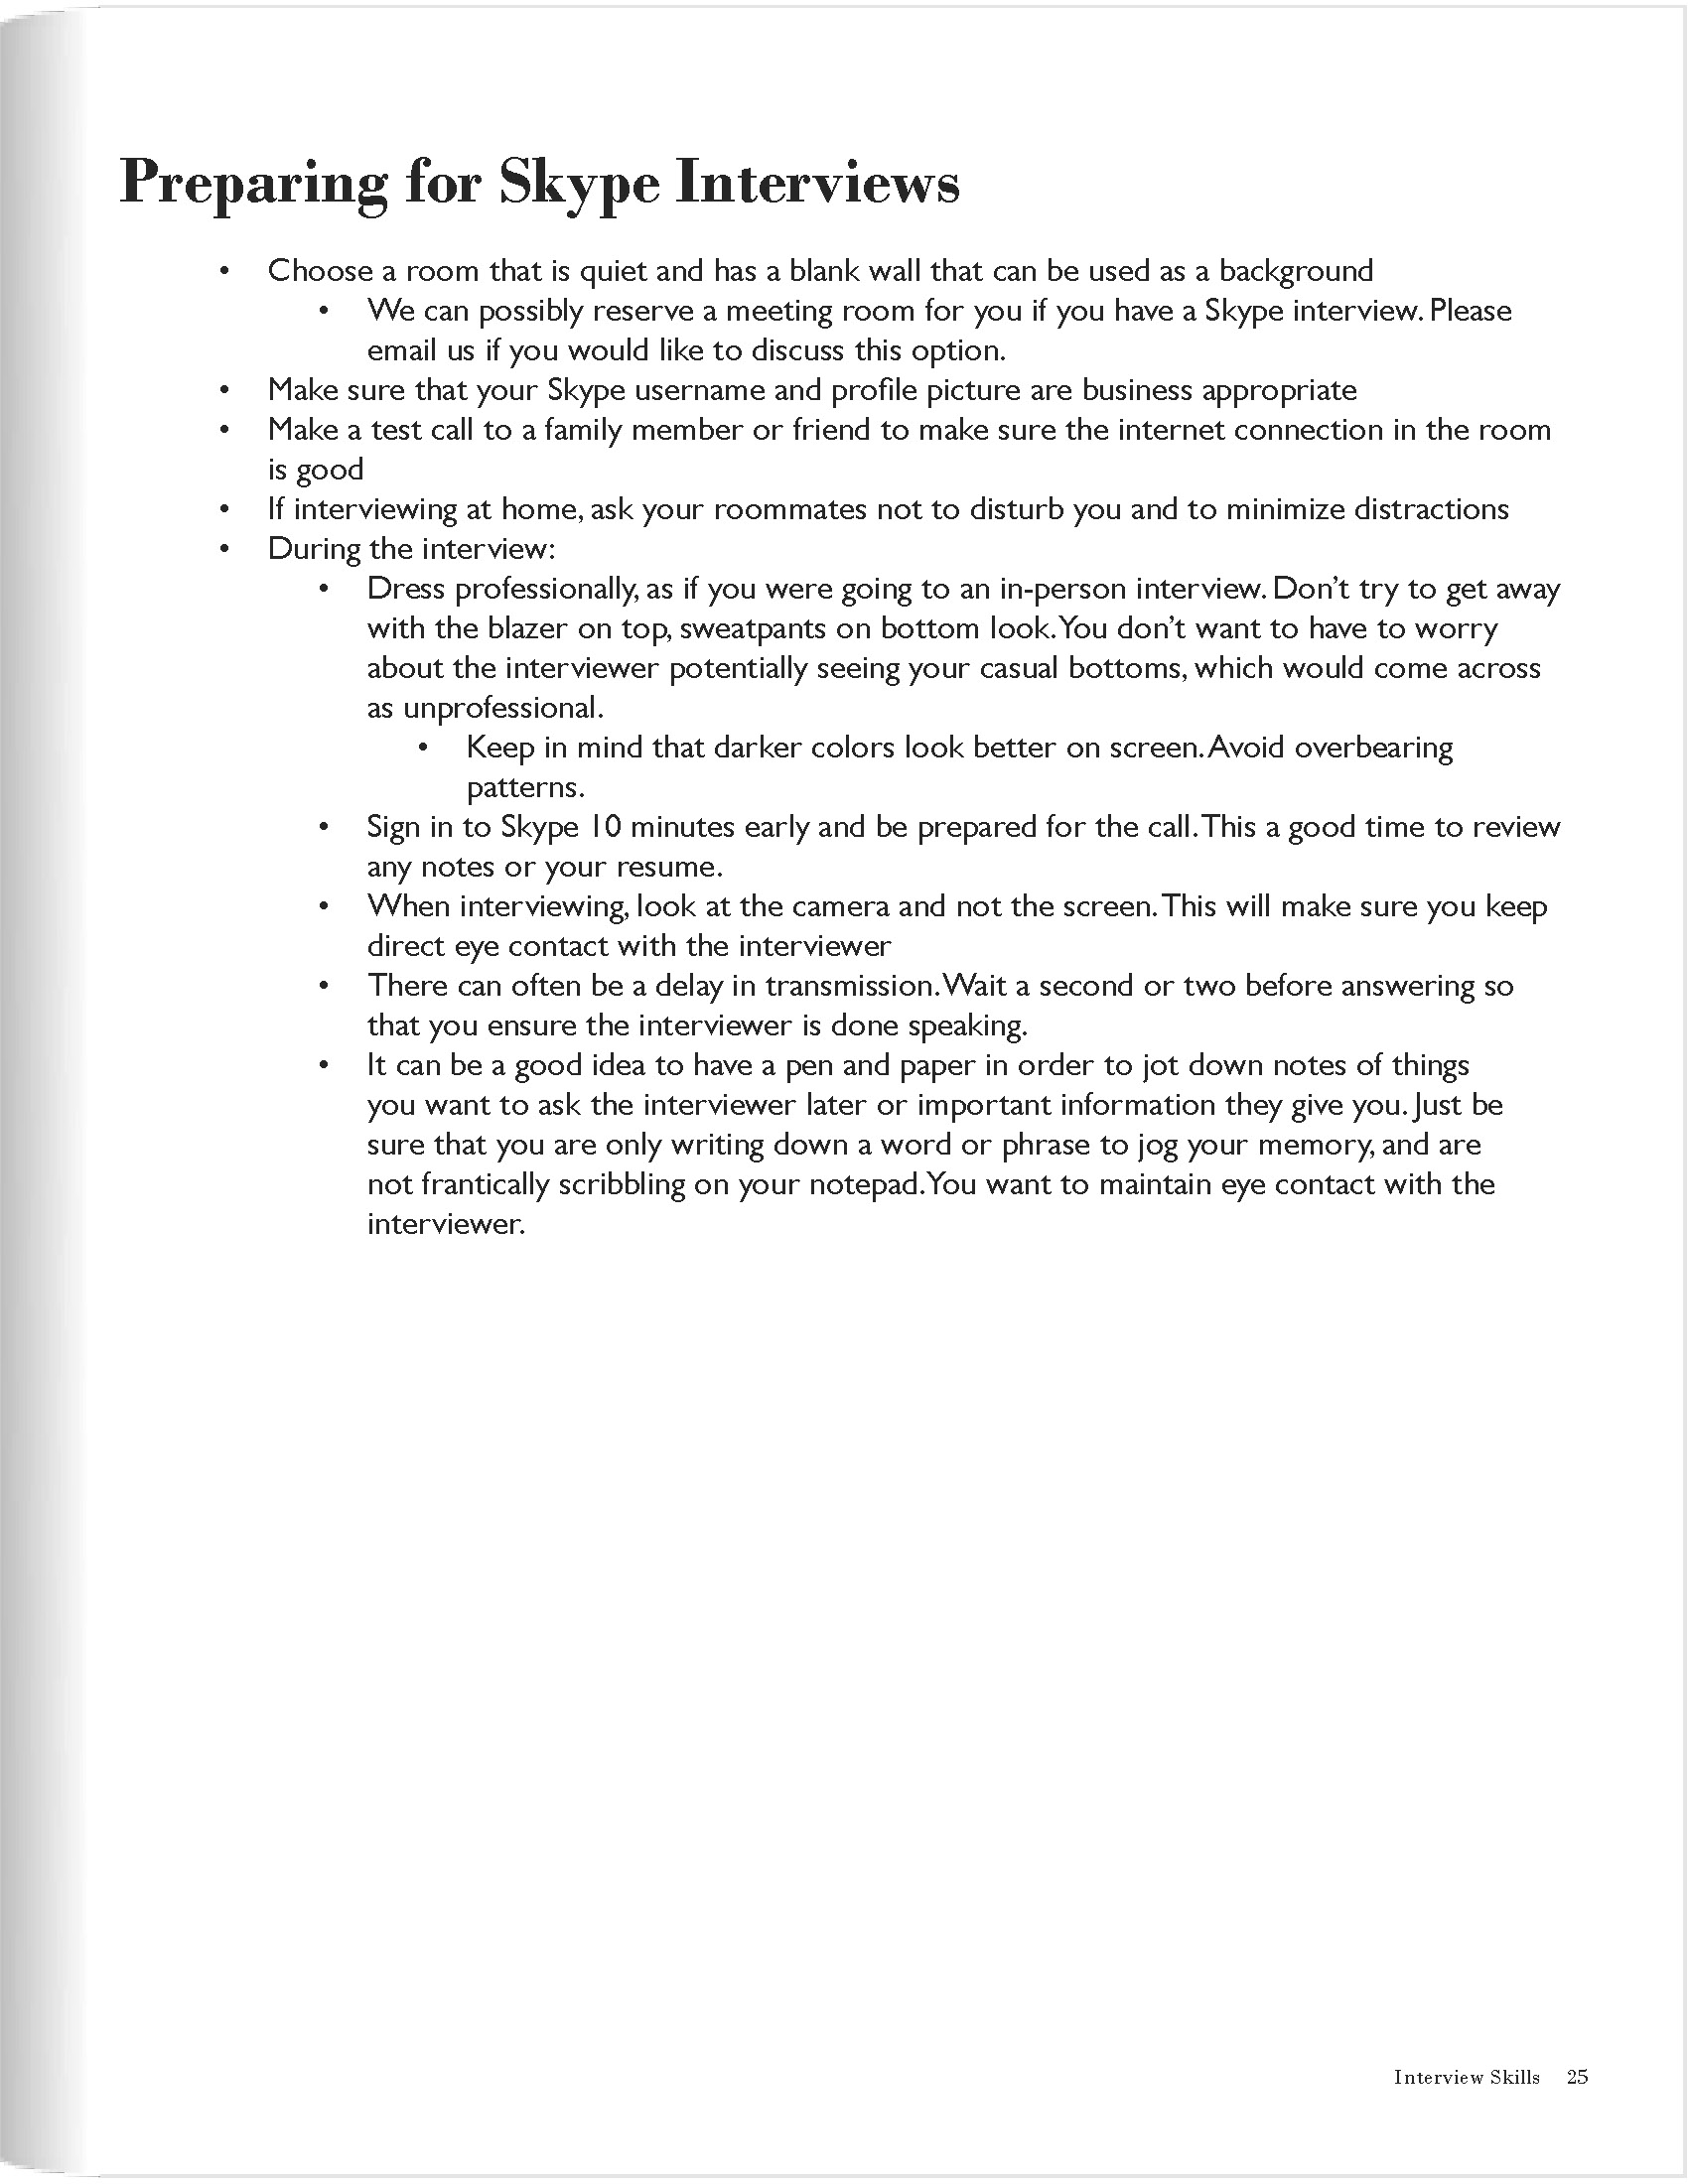 Preparing for Skype Interviews
• Choose a room that is quiet and has a blank wall that can be used as a background
• We can possibly reserve a meeting room for you if you have a Skype interview. Please
email us if you would like to discuss this option.
• Make sure that your Skype username and profile picture are business appropriate
• Make a test call to a family member or friend to make sure the internet connection in the room
is good
• If interviewing at home, ask your roommates not to disturb you and to minimize distractions
• During the interview:
• Dress professionally, as if you were going to an in-person interview. Don’t try to get away
with the blazer on top, sweatpants on bottom look. You don’t want to have to worry
about the interviewer potentially seeing your casual bottoms, which would come across
as unprofessional.
• Keep in mind that darker colors look better on screen. Avoid overbearing
patterns.
• Sign in to Skype 10 minutes early and be prepared for the call. This a good time to review
any notes or your resume.
• When interviewing, look at the camera and not the screen. This will make sure you keep
direct eye contact with the interviewer
• There can often be a delay in transmission. Wait a second or two before answering so
that you ensure the interviewer is done speaking.
• It can be a good idea to have a pen and paper in order to jot down notes of things
you want to ask the interviewer later or important information they give you. Just be
sure that you are only writing down a word or phrase to jog your memory, and are
not frantically scribbling on your notepad. You want to maintain eye contact with the
interviewer.
Interview Skills 25